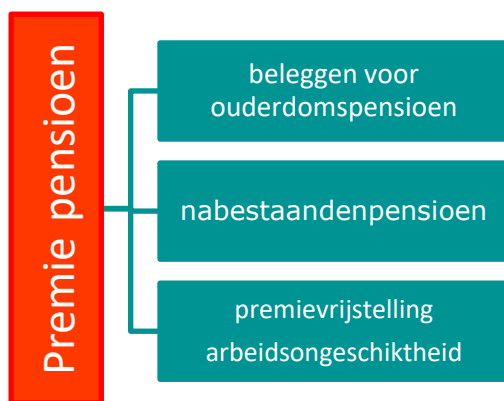 Premie pensioen
beleggen voor
ouderdomspensioen
nabestaandenpensioen
premievrijstelling
arbeidsongeschiktheid